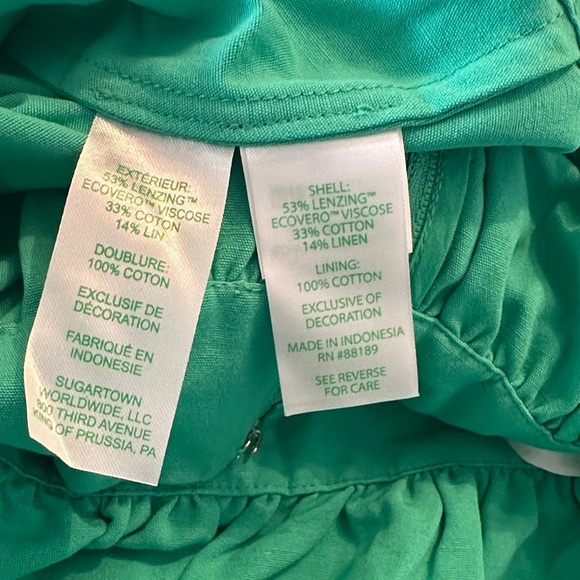 EXTÉRIEUR:
53% LENZING™
ECOVERO™ VISCOSE
33% COTTON
14% LIN
DOUBLURE:
100% COTON
EXCLUSIF DE
DÉCORATION
FABRIQUÉ EN
INDONESIE
SUGARTOWN
WORLDWIDE, LLC
800 THIRD AVENUE
KING OF PRUSSIA, PA
SHELL:
53% LENZING™
ECOVERO™ VISCOSE
33% COTTON
14% LINEN
LINING:
100% COTTON
EXCLUSIVE OF
DECORATION
MADE IN INDONESIA
RN #88189
SEE REVERSE
FOR CARE